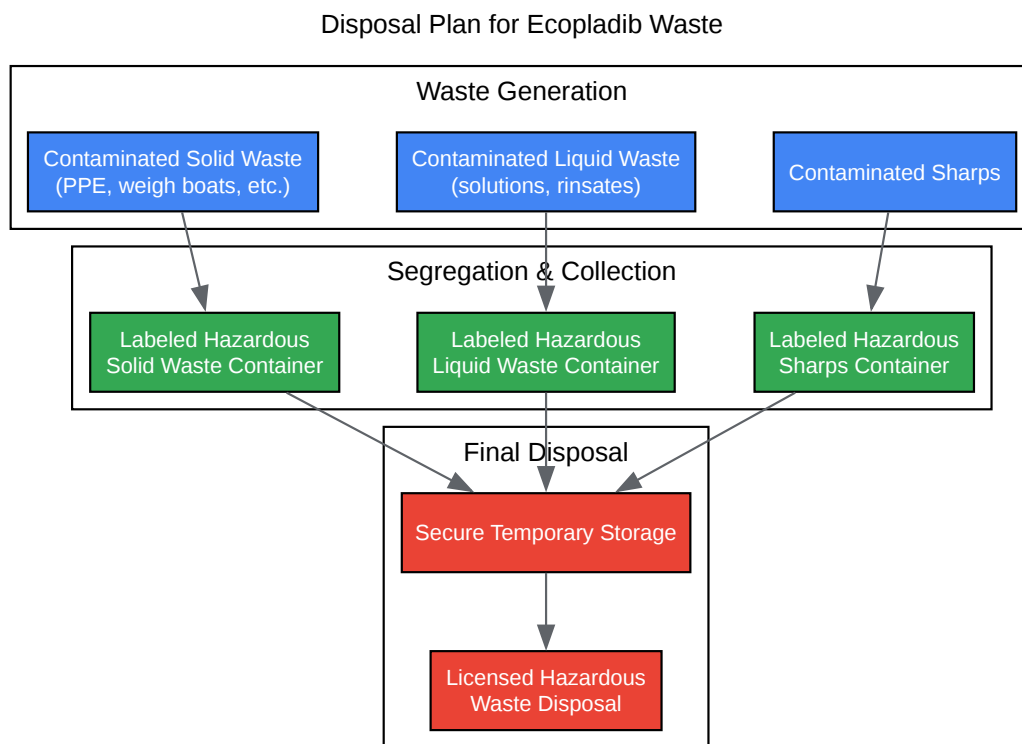 Disposal Plan for Ecopladib Waste
Waste Generation
Contaminated Solid Waste
(PPE, weigh boats, etc.)
Contaminated Liquid Waste
(solutions, rinsates)
Contaminated Sharps
Segregation & Collection
Labeled Hazardous
Solid Waste Container
Labeled Hazardous
Liquid Waste Container
Labeled Hazardous
Sharps Container
Final Disposal
Secure Temporary Storage
Licensed Hazardous
Waste Disposal